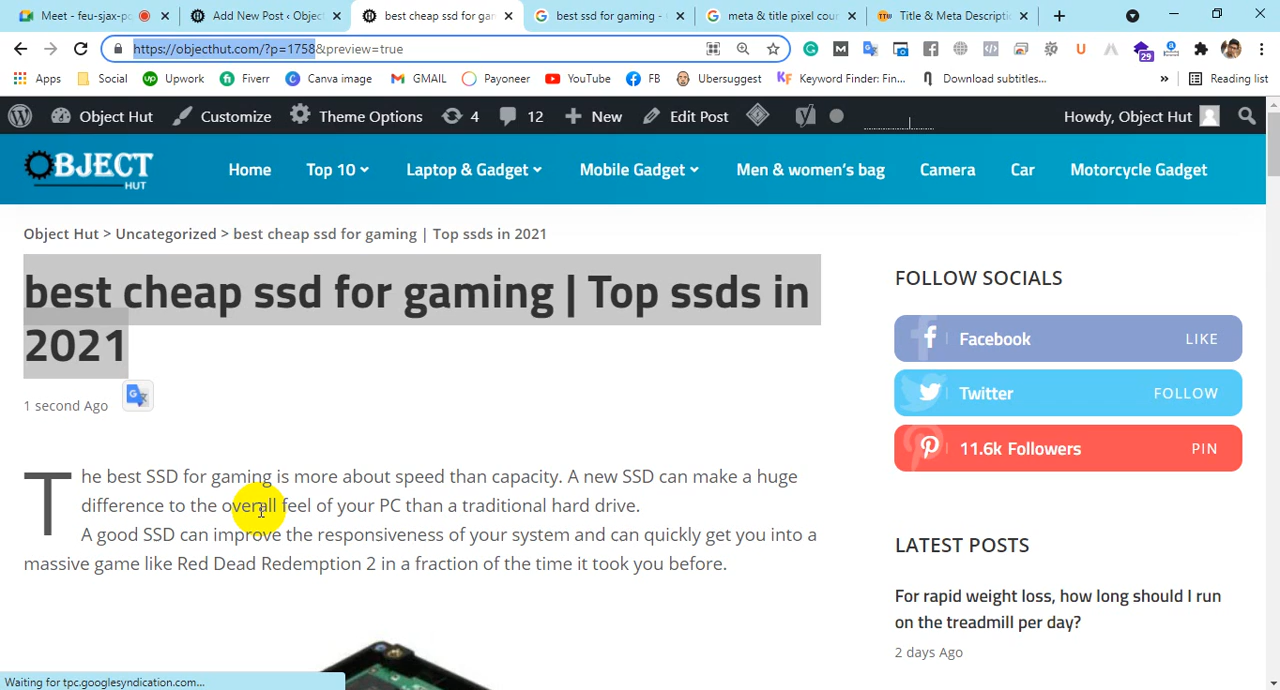 Meet - feu-sjax-p
Add New Post ‹ Object
best cheap ssd for gar
best ssd for gaming -
meta & title pixel coun
Title & Meta Descripti
https://objecthut.com/?p=1758&preview=true
29
Apps
Social
Upwork
Fiverr
Canva image
GMAIL
Payoneer
YouTube
FB
Ubersuggest
Keyword Finder: Fin...
Download subtitles...
»
Reading list
Object Hut
Customize
Theme Options
4
12
New
Edit Post
Howdy, Object Hut
OBJECT
HUT
Home
Top 10
Laptop & Gadget
Mobile Gadget
Men & women’s bag
Camera
Car
Motorcycle Gadget
Object Hut > Uncategorized > best cheap ssd for gaming | Top ssds in 2021
best cheap ssd for gaming | Top ssds in
2021
1 second Ago
The best SSD for gaming is more about speed than capacity. A new SSD can make a huge
difference to the overall feel of your PC than a traditional hard drive.
A good SSD can improve the responsiveness of your system and can quickly get you into a
massive game like Red Dead Redemption 2 in a fraction of the time it took you before.
FOLLOW SOCIALS
Facebook LIKE
Twitter FOLLOW
11.6k Followers PIN
LATEST POSTS
For rapid weight loss, how long should I run
on the treadmill per day?
2 days Ago
Waiting for tpc.googlesyndication.com...